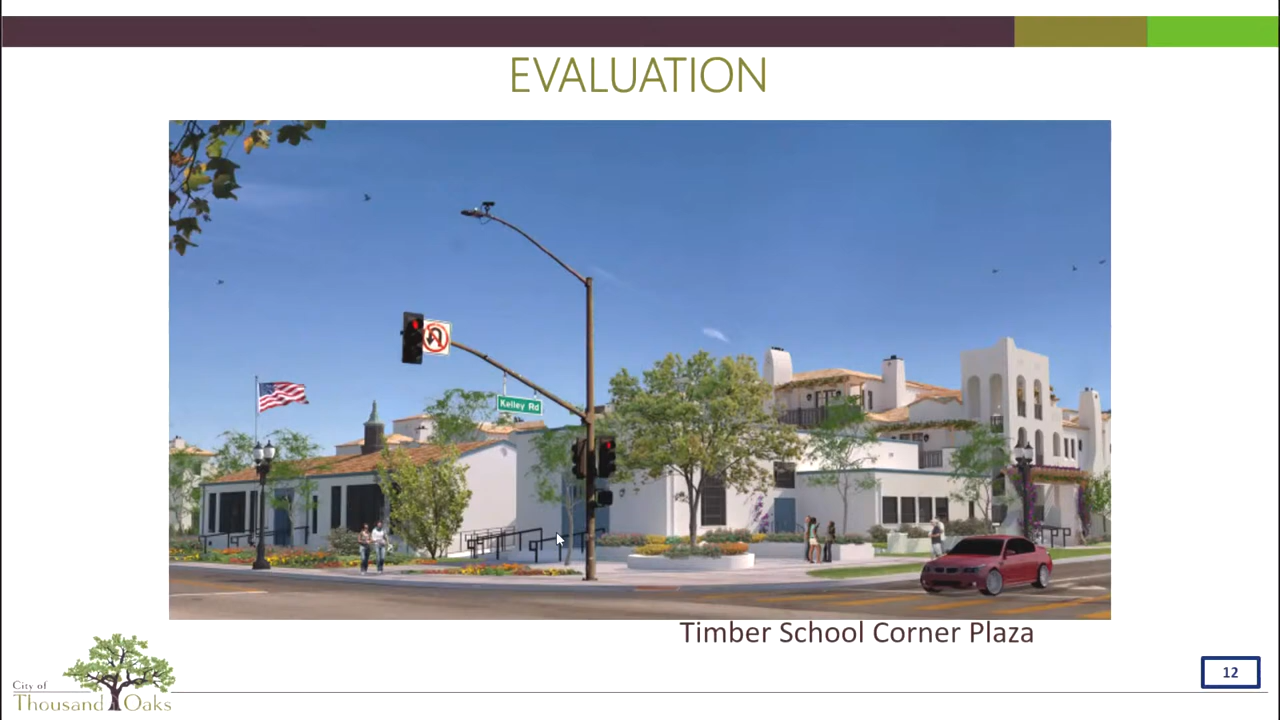 EVALUATION
Kelley Rd
Timber School Corner Plaza
City of
Thousand Oaks
12